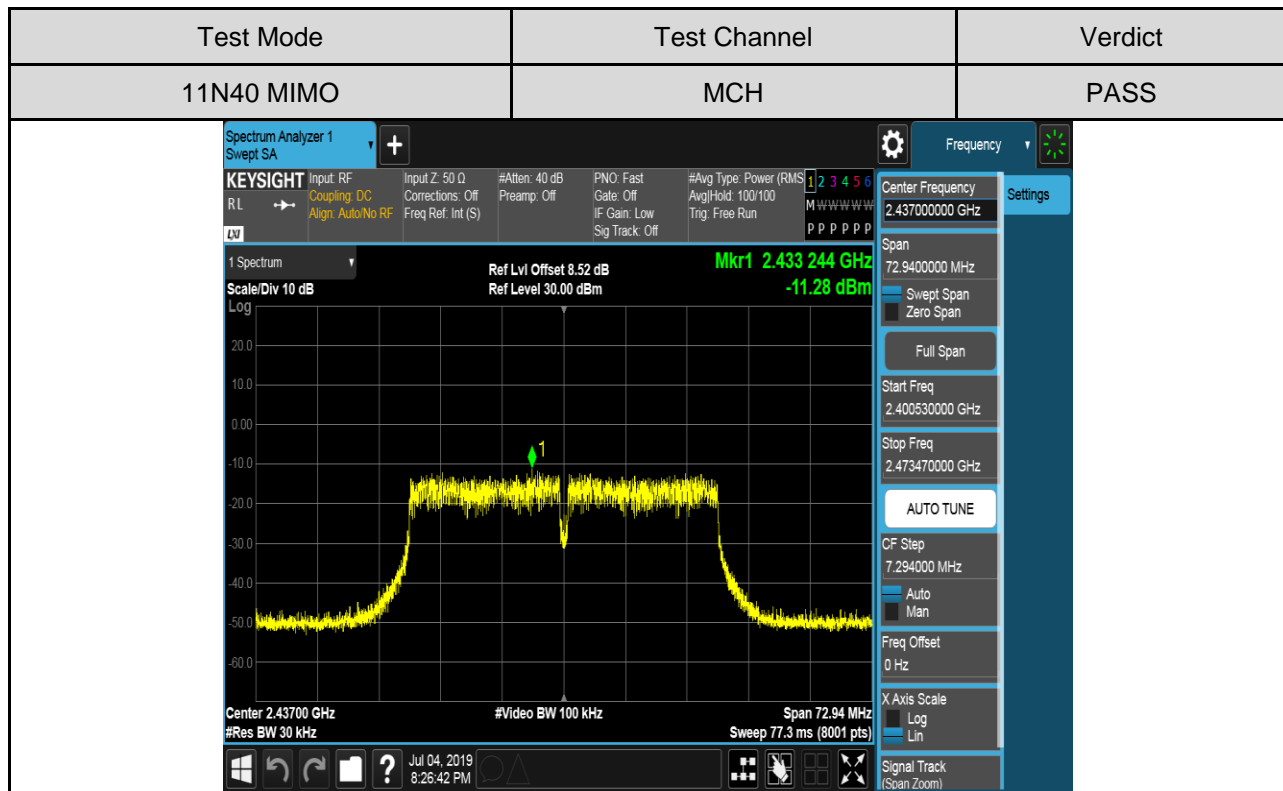 Test Mode Test Channel Verdict
11N40 MIMO MCH PASS
Spectrum Analyzer 1
Swept SA
+
Frequency
KEYSIGHT
RL
LXI
Input: RF
Coupling: DC
Align: Auto/No RF
Input Z: 50 Ω
Corrections: Off
Freq Ref: Int (S)
#Atten: 40 dB
Preamp: Off
PNO: Fast
Gate: Off
IF Gain: Low
Sig Track: Off
#Avg Type: Power (RMS
Avg|Hold: 100/100
Trig: Free Run
1 2 3 4 5 6
M W W W W W
P P P P P P
1 Spectrum
Scale/Div 10 dB
Ref Lvl Offset 8.52 dB
Ref Level 30.00 dBm
Mkr1 2.433 244 GHz
-11.28 dBm
Log
20.0
10.0
0.00
-10.0
-20.0
-30.0
-40.0
-50.0
-60.0
1
Center 2.43700 GHz
#Res BW 30 kHz
#Video BW 100 kHz
Span 72.94 MHz
Sweep 77.3 ms (8001 pts)
Center Frequency
2.437000000 GHz
Settings
Span
72.9400000 MHz
Swept Span
Zero Span
Full Span
Start Freq
2.400530000 GHz
Stop Freq
2.473470000 GHz
AUTO TUNE
CF Step
7.294000 MHz
Auto
Man
Freq Offset
0 Hz
X Axis Scale
Log
Lin
Signal Track
(Span Zoom)
?
Jul 04, 2019
8:26:42 PM